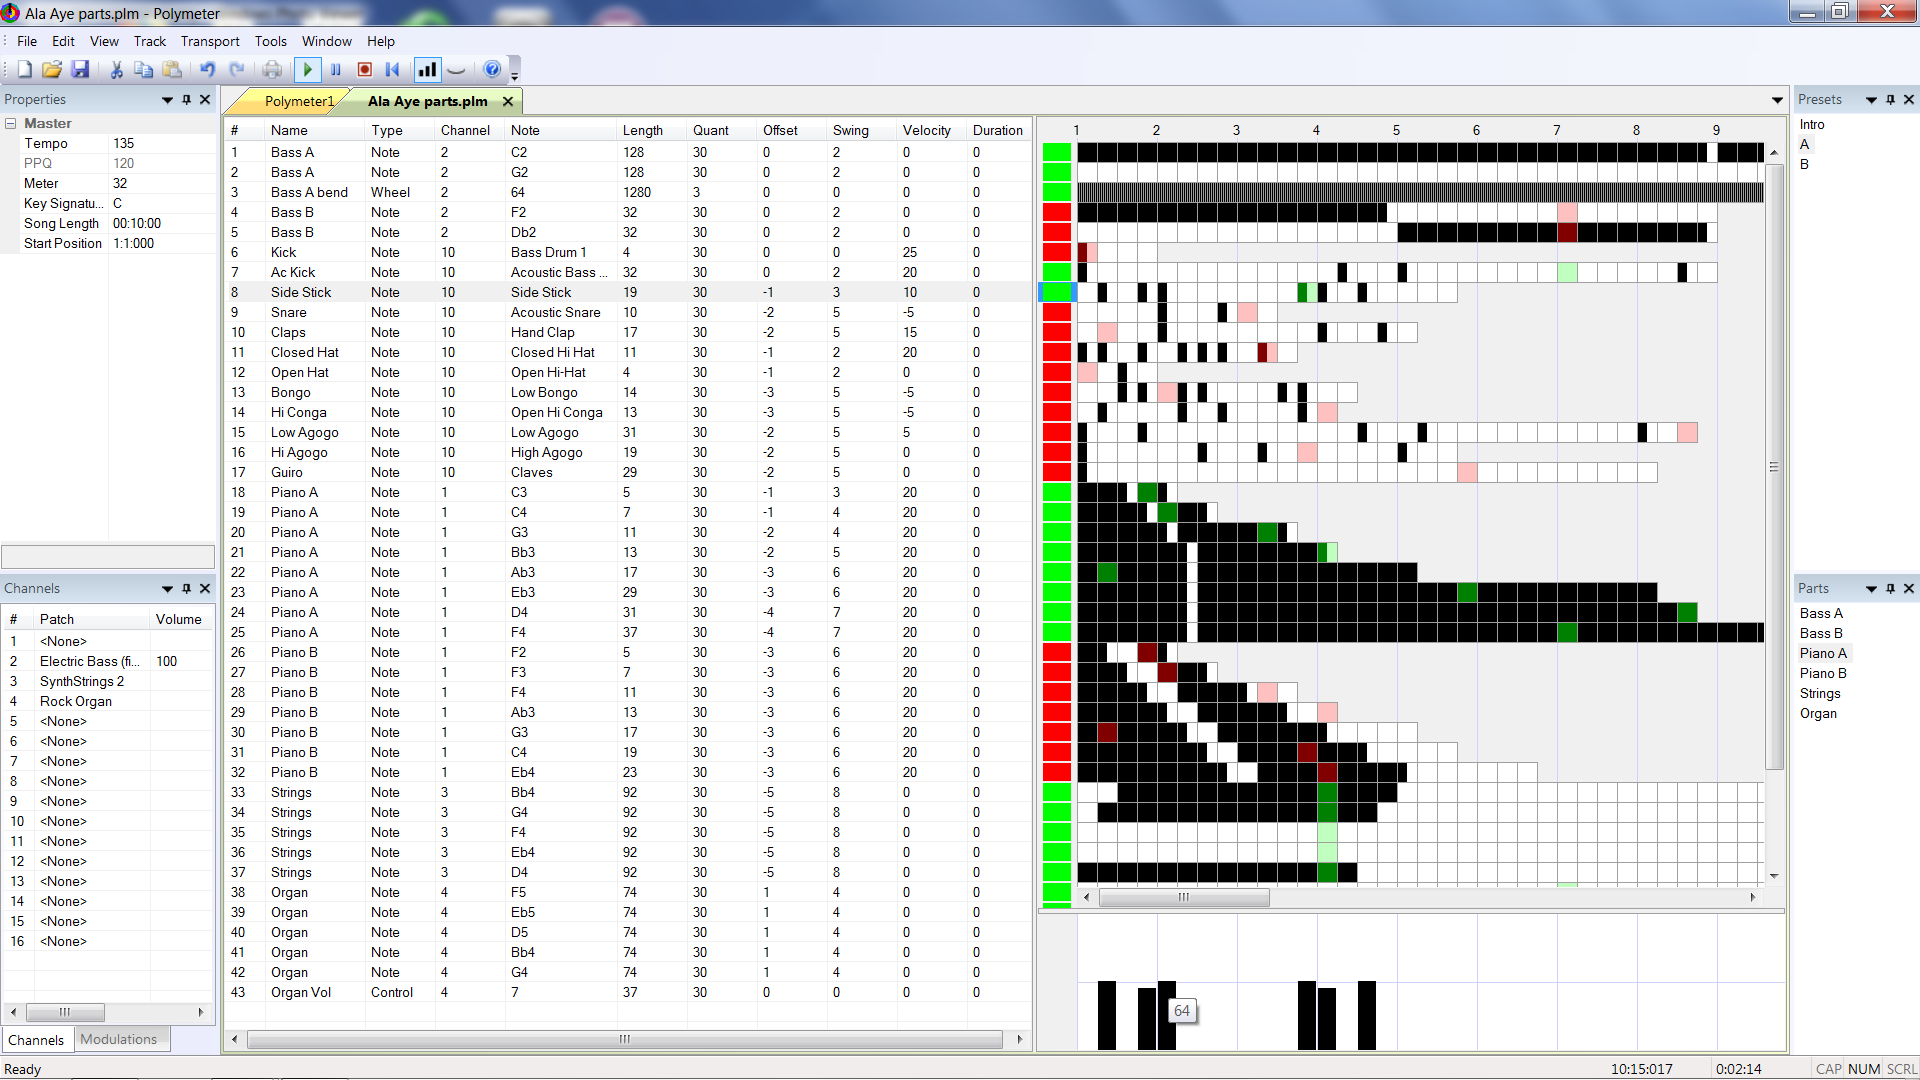 Ala Aye parts.plm - Polymeter
File Edit View Track Transport Tools Window Help
Properties
Master
Tempo 135
PPQ 120
Meter 32
Key Signatu... C
Song Length 00:10:00
Start Position 1:1:000
Channels
# Patch Volume
1 <None>
2 Electric Bass (fi... 100
3 SynthStrings 2
4 Rock Organ
5 <None>
6 <None>
7 <None>
8 <None>
9 <None>
10 <None>
11 <None>
12 <None>
13 <None>
14 <None>
15 <None>
16 <None>
Channels Modulations
Polymeter1 Ala Aye parts.plm
# Name Type Channel Note Length Quant Offset Swing Velocity Duration
1 Bass A Note 2 C2 128 30 0 2 0 0
2 Bass A Note 2 G2 128 30 0 2 0 0
3 Bass A bend Wheel 2 64 1280 3 0 0 0 0
4 Bass B Note 2 F2 32 30 0 2 0 0
5 Bass B Note 2 Db2 32 30 0 2 0 0
6 Kick Note 10 Bass Drum 1 4 30 0 0 25 0
7 Ac Kick Note 10 Acoustic Bass ... 32 30 0 2 20 0
8 Side Stick Note 10 Side Stick 19 30 -1 3 10 0
9 Snare Note 10 Acoustic Snare 10 30 -2 5 -5 0
10 Claps Note 10 Hand Clap 17 30 -2 5 15 0
11 Closed Hat Note 10 Closed Hi Hat 11 30 -1 2 20 0
12 Open Hat Note 10 Open Hi-Hat 4 30 -1 2 0 0
13 Bongo Note 10 Low Bongo 14 30 -3 5 -5 0
14 Hi Conga Note 10 Open Hi Conga 13 30 -3 5 -5 0
15 Low Agogo Note 10 Low Agogo 31 30 -2 5 5 0
16 Hi Agogo Note 10 High Agogo 19 30 -2 5 0 0
17 Guiro Note 10 Claves 29 30 -2 5 0 0
18 Piano A Note 1 C3 5 30 -1 3 20 0
19 Piano A Note 1 C4 7 30 -1 4 20 0
20 Piano A Note 1 G3 11 30 -2 4 20 0
21 Piano A Note 1 Bb3 13 30 -2 5 20 0
22 Piano A Note 1 Ab3 17 30 -3 6 20 0
23 Piano A Note 1 Eb3 29 30 -3 6 20 0
24 Piano A Note 1 D4 31 30 -4 7 20 0
25 Piano A Note 1 F4 37 30 -4 7 20 0
26 Piano B Note 1 F2 5 30 -3 6 20 0
27 Piano B Note 1 F3 7 30 -3 6 20 0
28 Piano B Note 1 F4 11 30 -3 6 20 0
29 Piano B Note 1 Ab3 13 30 -3 6 20 0
30 Piano B Note 1 G3 17 30 -3 6 20 0
31 Piano B Note 1 C4 19 30 -3 6 20 0
32 Piano B Note 1 Eb4 23 30 -3 6 20 0
33 Strings Note 3 Bb4 92 30 -5 8 0 0
34 Strings Note 3 G4 92 30 -5 8 0 0
35 Strings Note 3 F4 92 30 -5 8 0 0
36 Strings Note 3 Eb4 92 30 -5 8 0 0
37 Strings Note 3 D4 92 30 -5 8 0 0
38 Organ Note 4 F5 74 30 1 4 0 0
39 Organ Note 4 Eb5 74 30 1 4 0 0
40 Organ Note 4 D5 74 30 1 4 0 0
41 Organ Note 4 Bb4 74 30 1 4 0 0
42 Organ Note 4 G4 74 30 1 4 0 0
43 Organ Vol Control 4 7 37 30 0 0 0 0
1 2 3 4 5 6 7 8 9
64
Presets
Intro
A
B
Parts
Bass A
Bass B
Piano A
Piano B
Strings
Organ
Ready 10:15:017 0:02:14 CAP NUM SCRL